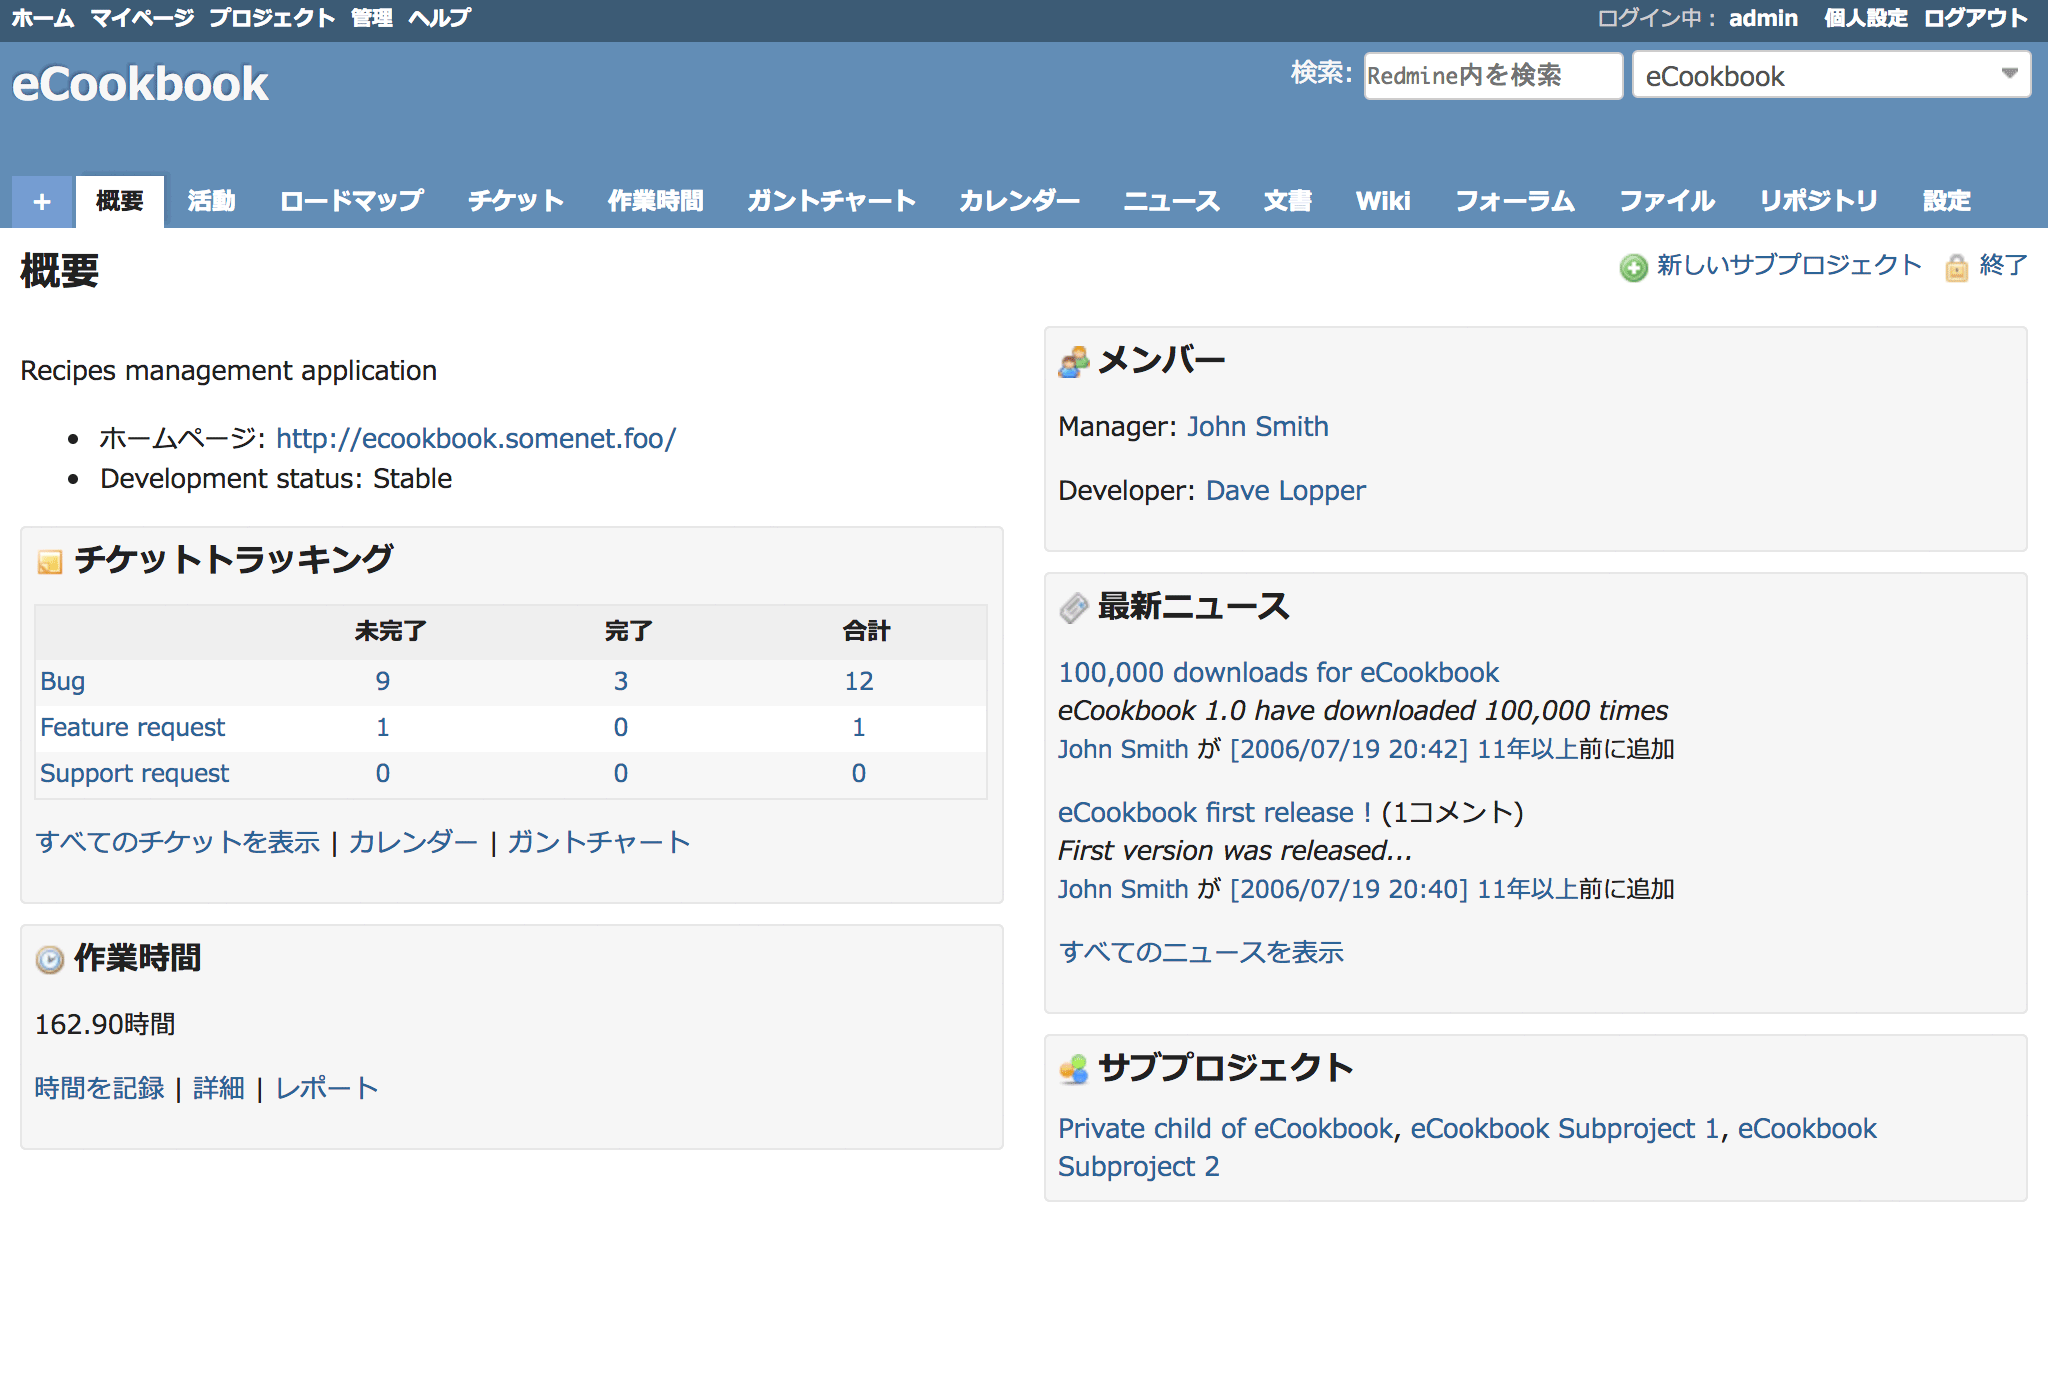 ホーム マイページ プロジェクト 管理 ヘルプ
ログイン中 : admin 個人設定 ログアウト
eCookbook
検索: Redmine内を検索 eCookbook
+ 概要 活動 ロードマップ チケット 作業時間 ガントチャート カレンダー ニュース 文書 Wiki フォーラム ファイル リポジトリ 設定
概要
新しいサブプロジェクト 終了
Recipes management application
• ホームページ: http://ecookbook.somenet.foo/
• Development status: Stable
チケットトラッキング
未完了 完了 合計
Bug 9 3 12
Feature request 1 0 1
Support request 0 0 0
すべてのチケットを表示 | カレンダー | ガントチャート
作業時間
162.90時間
時間を記録 | 詳細 | レポート
メンバー
Manager: John Smith
Developer: Dave Lopper
最新ニュース
100,000 downloads for eCookbook
eCookbook 1.0 have downloaded 100,000 times
John Smith が [2006/07/19 20:42] 11年以上前に追加
eCookbook first release ! (1コメント)
First version was released...
John Smith が [2006/07/19 20:40] 11年以上前に追加
すべてのニュースを表示
サブプロジェクト
Private child of eCookbook, eCookbook Subproject 1, eCookbook
Subproject 2